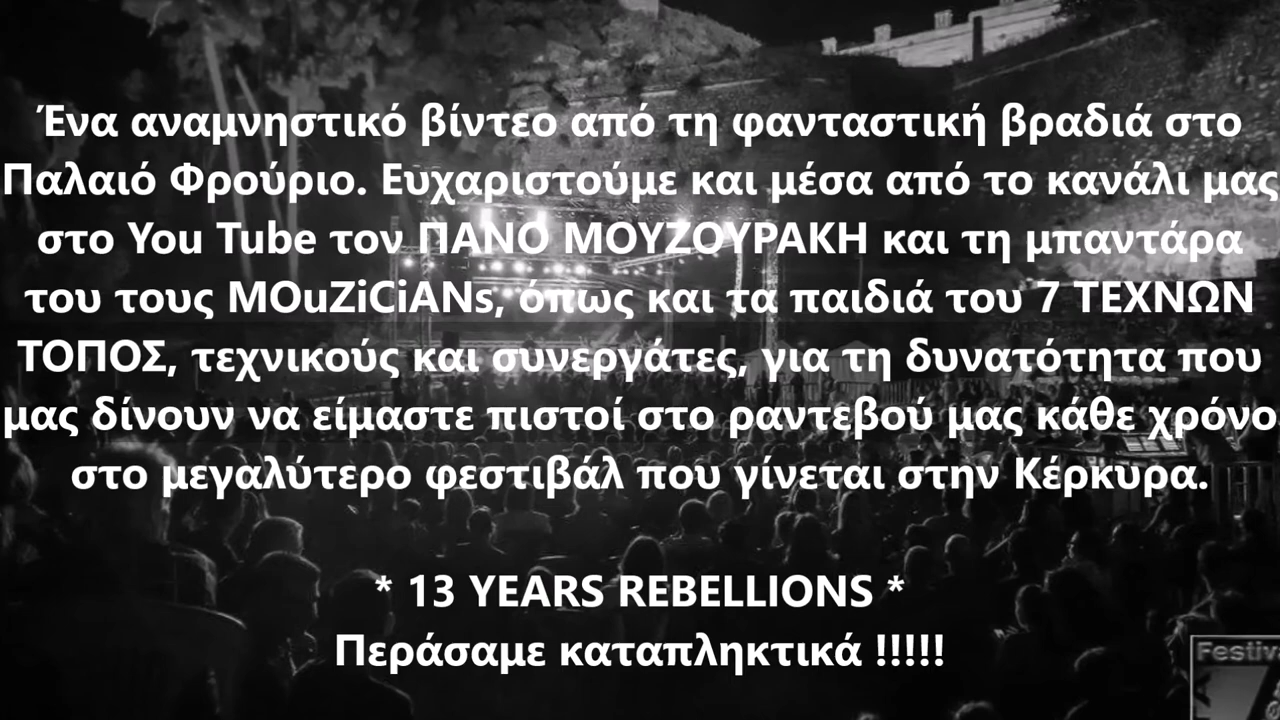 Ένα αναμνηστικό βίντεο από τη φανταστική βραδιά στο
Παλαιό Φρούριο. Ευχαριστούμε και μέσα από το κανάλι μας
στο You Tube τον ΠΑΝΟ ΜΟΥΖΟΥΡΑΚΗ και τη μπαντάρα
του τους MOuZiCiANs, όπως και τα παιδιά του 7 ΤΕΧΝΩΝ
ΤΟΠΟΣ, τεχνικούς και συνεργάτες, για τη δυνατότητα που
μας δίνουν να είμαστε πιστοί στο ραντεβού μας κάθε χρόνο
στο μεγαλύτερο φεστιβάλ που γίνεται στην Κέρκυρα.
* 13 YEARS REBELLIONS *
Περάσαμε καταπληκτικά !!!!!
7